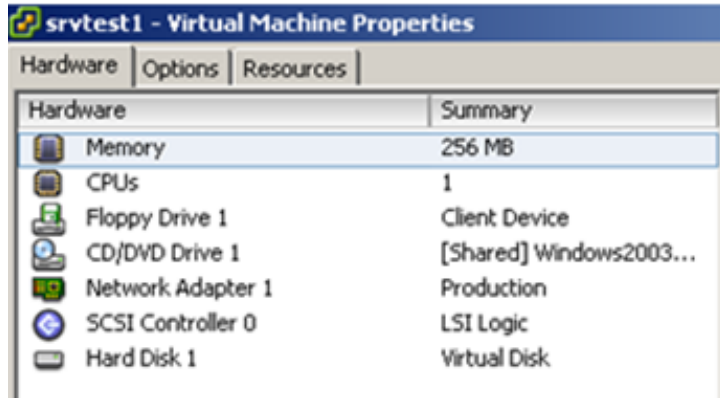 srvtest1 - Virtual Machine Properties
Hardware Options Resources
Hardware Summary
Memory 256 MB
CPUs 1
Floppy Drive 1 Client Device
CD/DVD Drive 1 [Shared] Windows2003...
Network Adapter 1 Production
SCSI Controller 0 LSI Logic
Hard Disk 1 Virtual Disk